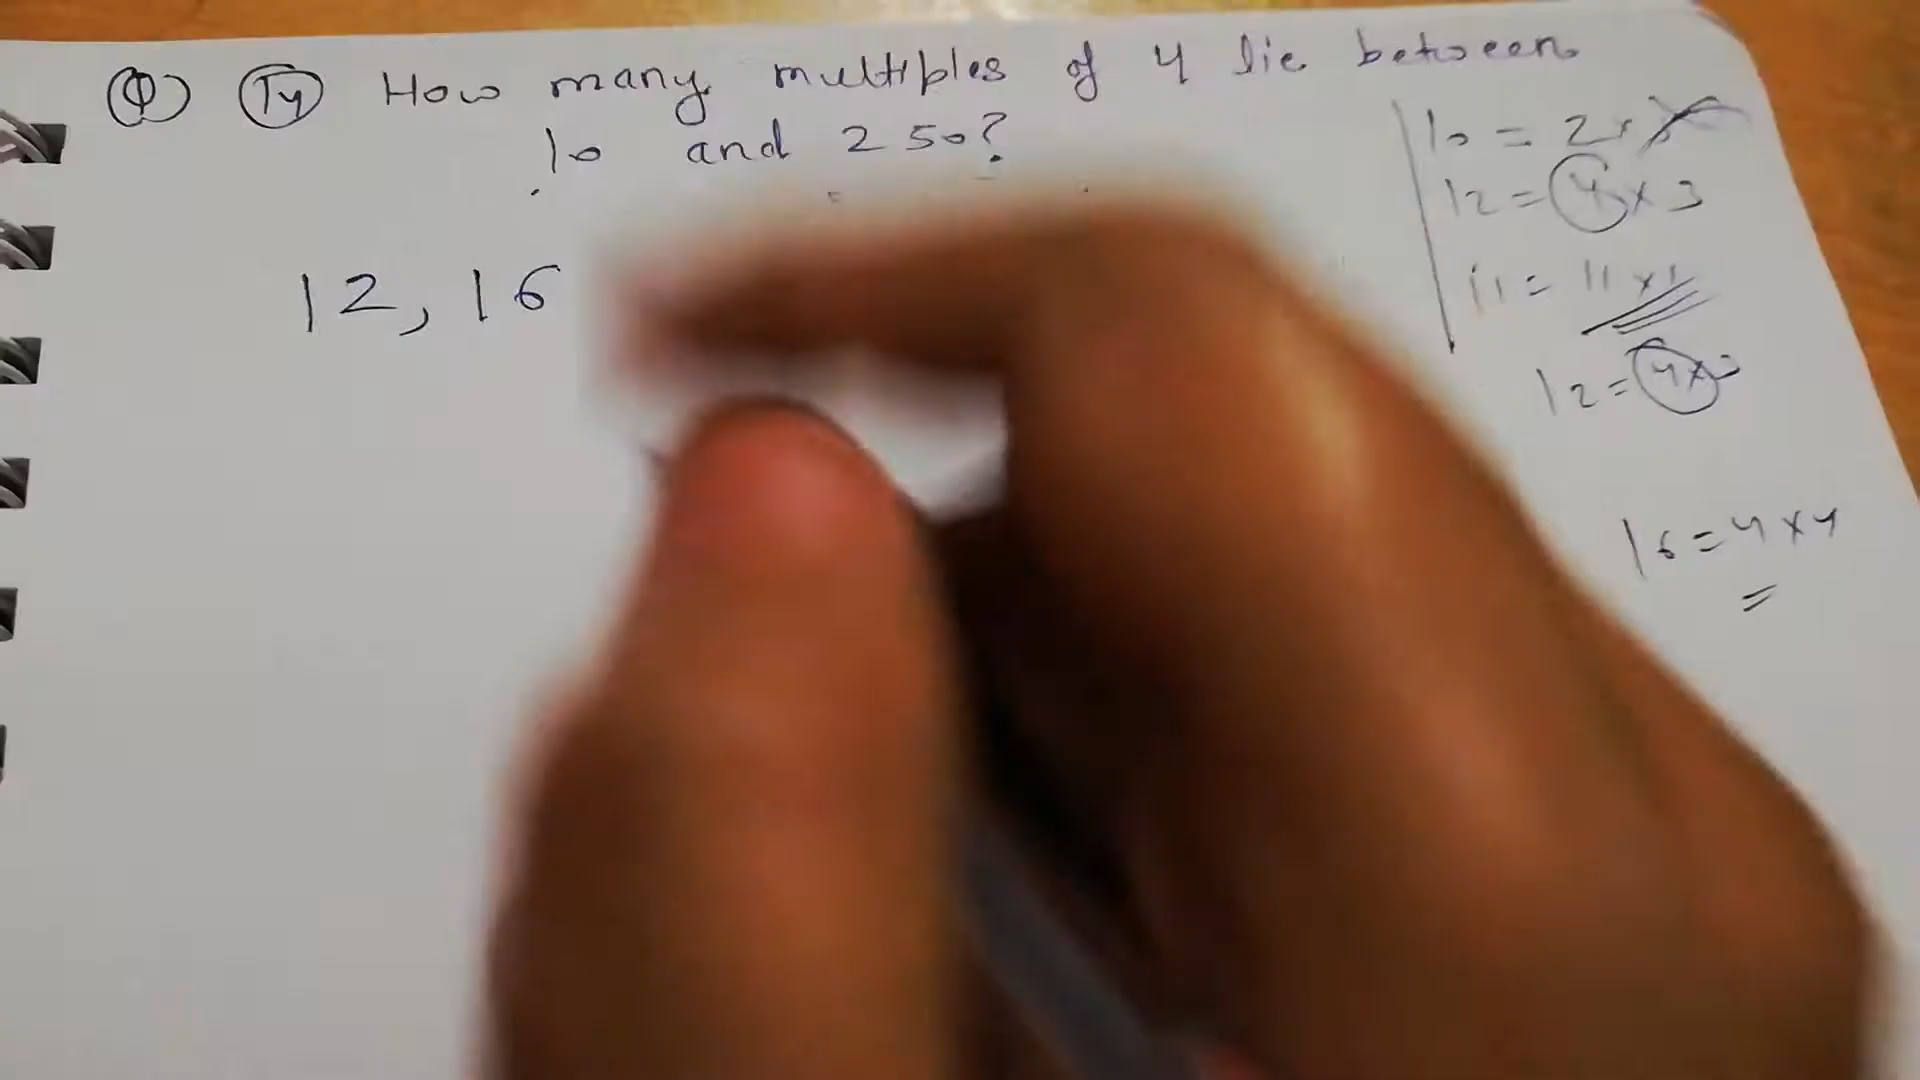 Q) Ty How many multiples of 4 lie between
10 and 250?
12, 16
10 = 2 ×
12 = 4 × 3
11 = 11 × 1
12 = 4 ×
16 = 4 × 4
=